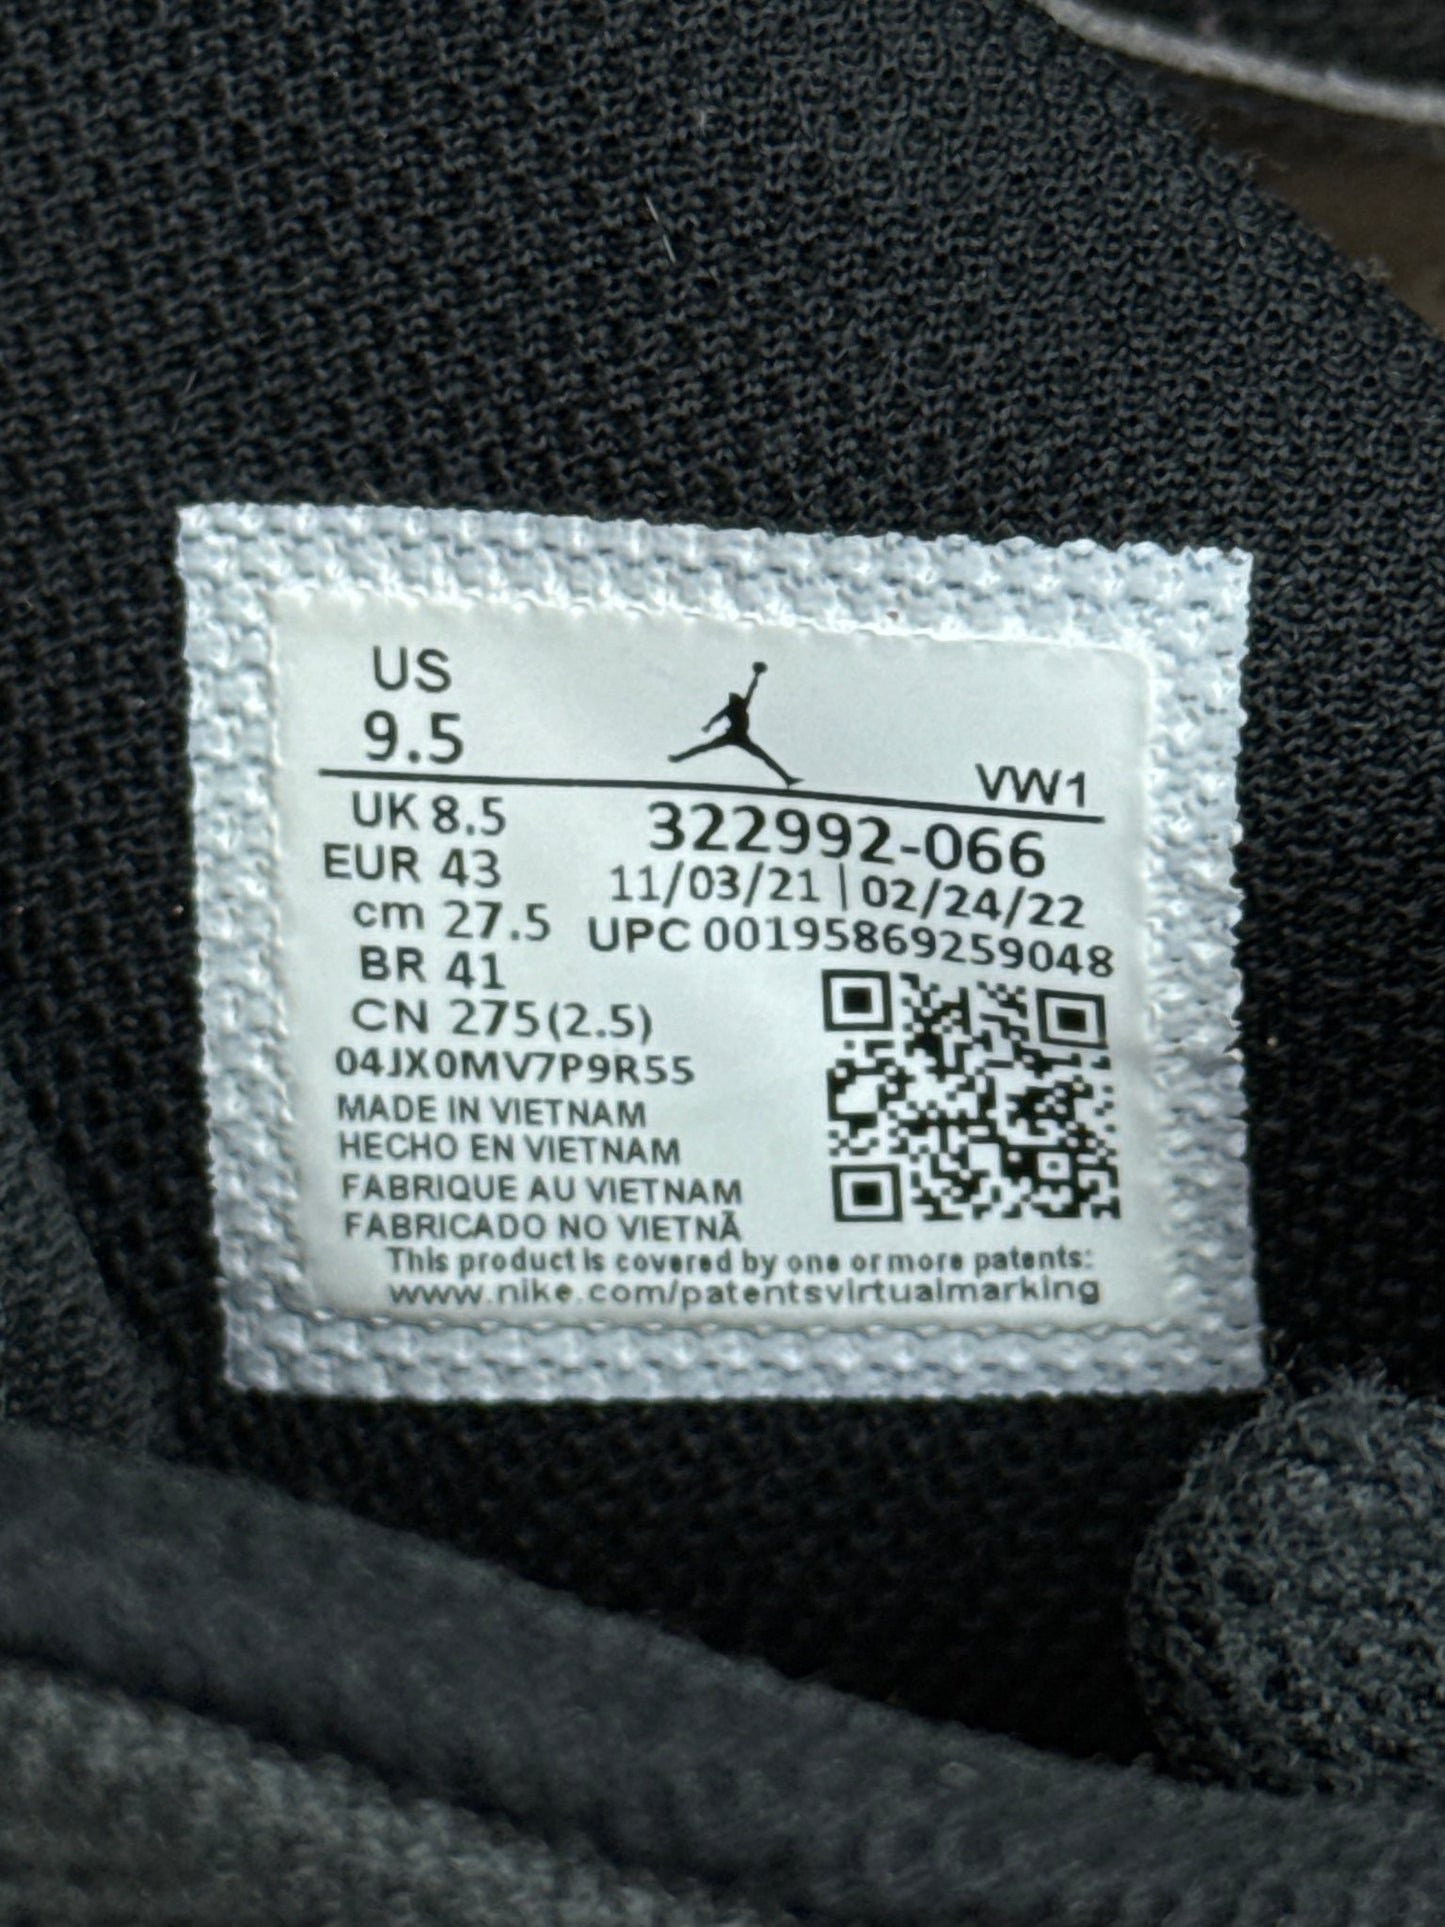 US
9.5
VW1
UK 8.5
322992-066
EUR 43
11/03/21 | 02/24/22
cm 27.5
UPC 00195869259048
BR 41
CN 275(2.5)
04JX0MV7P9R55
MADE IN VIETNAM
HECHO EN VIETNAM
FABRIQUE AU VIETNAM
FABRICADO NO VIETNÃ
This product is covered by one or more patents:
www.nike.com/patentsvirtualmarking